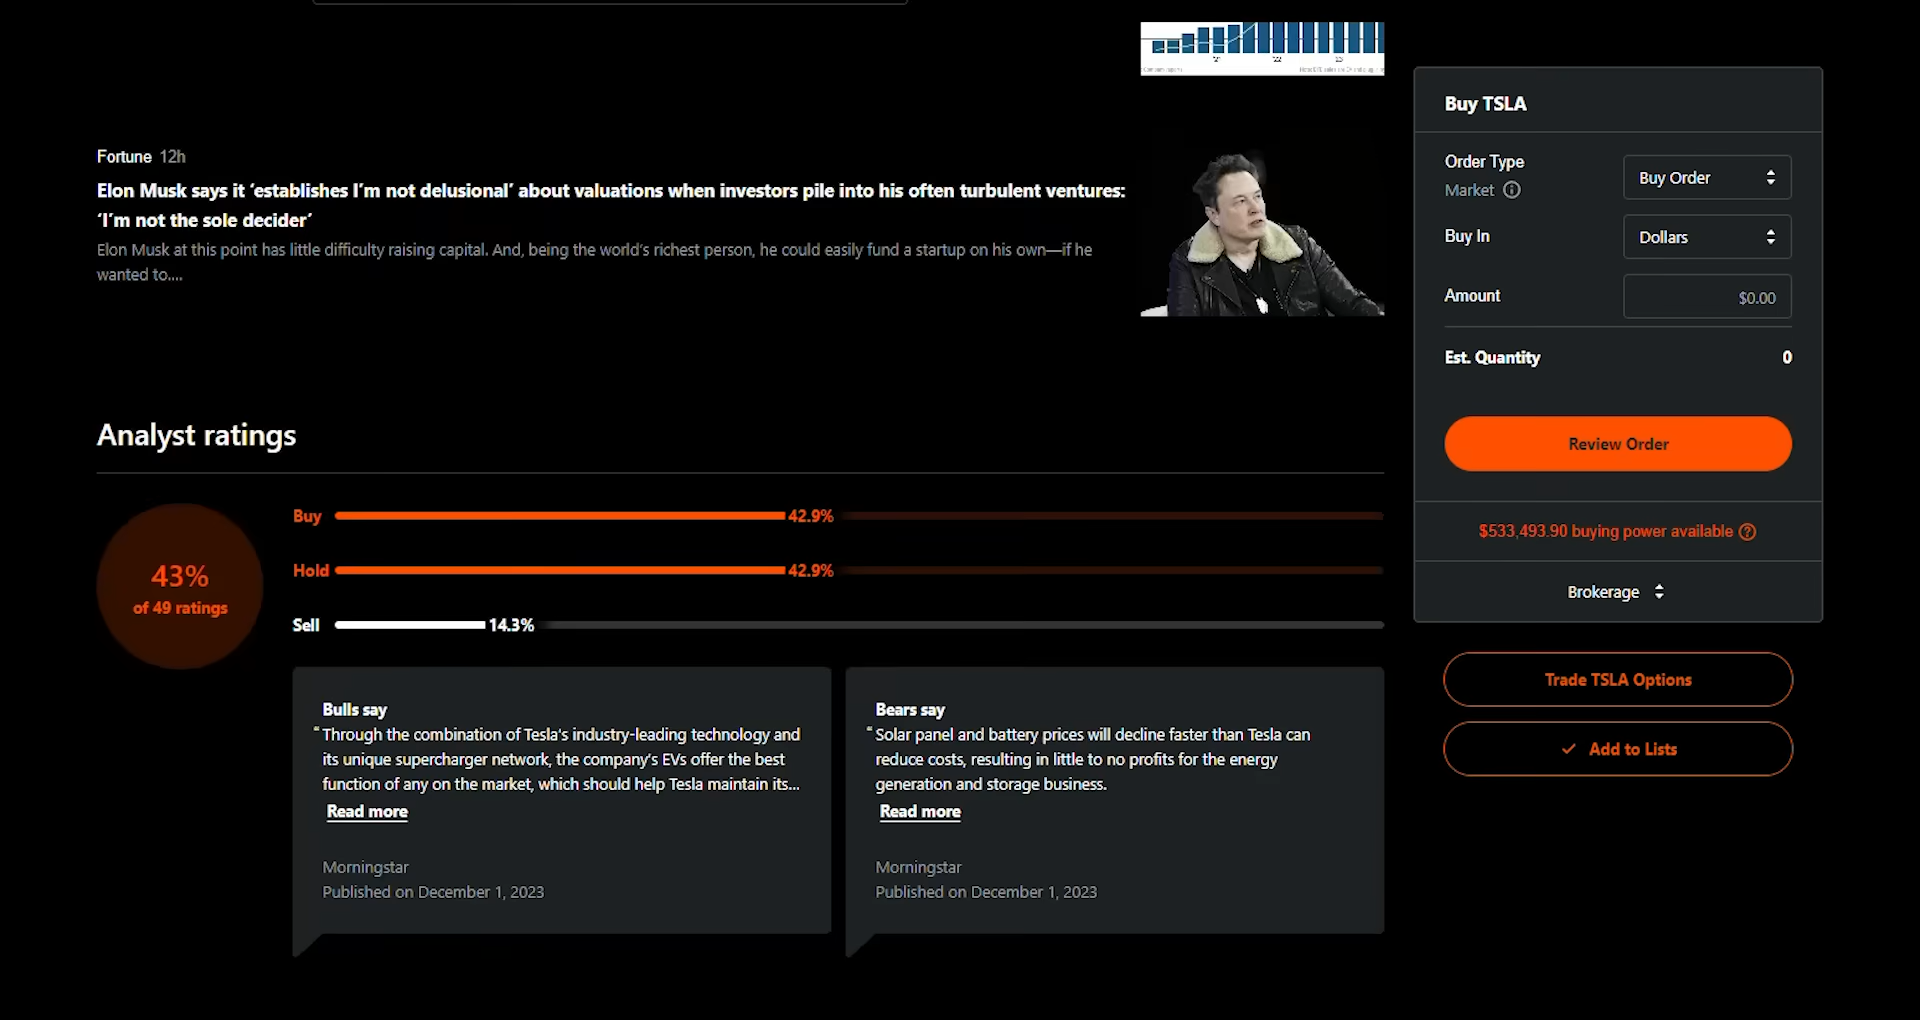 Buy TSLA
Fortune 12h
Elon Musk says it ‘establishes I’m not delusional’ about valuations when investors pile into his often turbulent ventures:
‘I’m not the sole decider’
Elon Musk at this point has little difficulty raising capital. And, being the world’s richest person, he could easily fund a startup on his own—if he
wanted to....
Order Type
Market
Buy Order
Buy In
Dollars
Amount
$0.00
Est. Quantity
0
Review Order
$533,493.90 buying power available
Brokerage
Trade TSLA Options
Add to Lists
Analyst ratings
43%
of 49 ratings
Buy
42.9%
Hold
42.9%
Sell
14.3%
Bulls say
“Through the combination of Tesla's industry-leading technology and
its unique supercharger network, the company's EVs offer the best
function of any on the market, which should help Tesla maintain its...
Read more
Morningstar
Published on December 1, 2023
Bears say
“Solar panel and battery prices will decline faster than Tesla can
reduce costs, resulting in little to no profits for the energy
generation and storage business.
Read more
Morningstar
Published on December 1, 2023